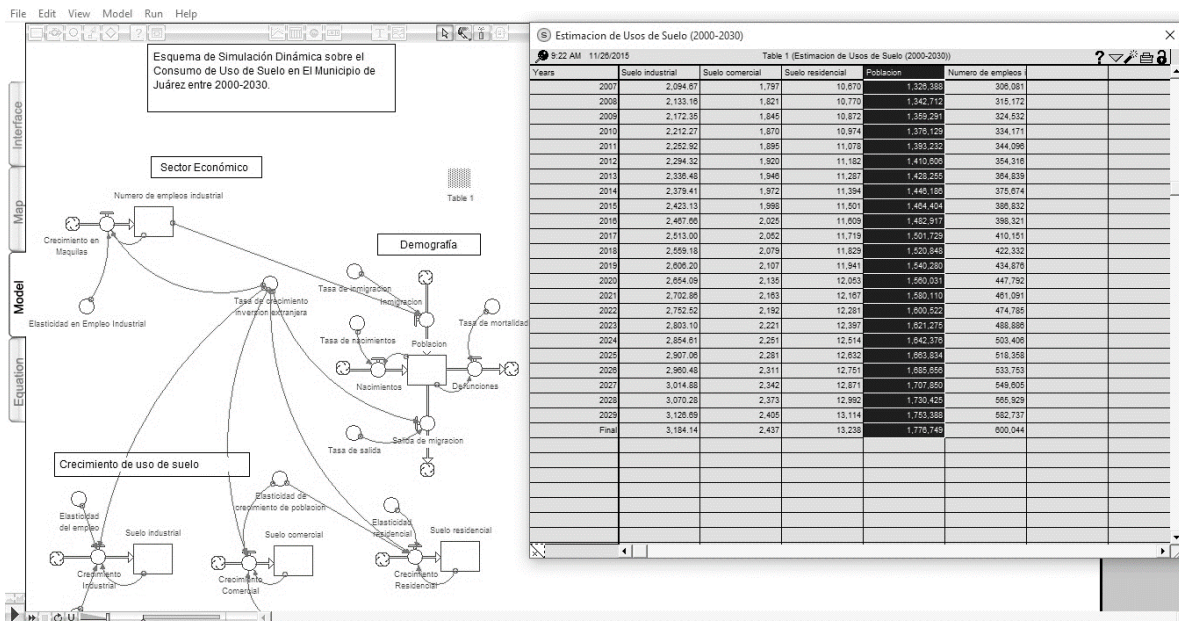 File Edit View Model Run Help
Esquema de Simulación Dinámica sobre el
Consumo de Uso de Suelo en El Municipio de
Juárez entre 2000-2030.
Interface
Map
Model
Equation
Sector Económico
Numero de empleos industrial
Crecimiento en
Maquilas
Elasticidad en Empleo Industrial
Table 1
Demografía
Tasa de inmigracion
Inmigracion
Tasa de crecimiento
inversion extranjera
Tasa de mortalidad
Tasa de nacimientos
Poblacion
Nacimientos
Defunciones
Salida de migracion
Tasa de salida
Crecimiento de uso de suelo
Elasticidad
del empleo
Suelo industrial
Crecimiento
Industrial
Elasticidad de
crecimiento de poblacion
Suelo comercial
Crecimiento
Comercial
Elasticidad
residencial
Suelo residencial
Crecimiento
Residencial
S Estimacion de Usos de Suelo (2000-2030)
9:22 AM 11/26/2015 Table 1 (Estimacion de Usos de Suelo (2000-2030))
Years Suelo industrial Suelo comercial Suelo residencial Poblacion Numero de empleos i
2007 2,094.67 1,797 10,670 1,326,388 306,081
2008 2,133.16 1,821 10,770 1,342,712 315,172
2009 2,172.35 1,845 10,872 1,359,291 324,532
2010 2,212.27 1,870 10,974 1,376,129 334,171
2011 2,252.92 1,895 11,078 1,393,232 344,096
2012 2,294.32 1,920 11,182 1,410,606 354,316
2013 2,336.48 1,946 11,287 1,428,255 364,839
2014 2,379.41 1,972 11,394 1,446,186 375,674
2015 2,423.13 1,998 11,501 1,464,404 386,832
2016 2,467.66 2,025 11,609 1,482,917 398,321
2017 2,513.00 2,052 11,719 1,501,729 410,151
2018 2,559.18 2,079 11,829 1,520,848 422,332
2019 2,606.20 2,107 11,941 1,540,280 434,876
2020 2,654.09 2,135 12,053 1,560,031 447,792
2021 2,702.86 2,163 12,167 1,580,110 461,091
2022 2,752.52 2,192 12,281 1,600,522 474,785
2023 2,803.10 2,221 12,397 1,621,275 488,886
2024 2,854.61 2,251 12,514 1,642,376 503,406
2025 2,907.06 2,281 12,632 1,663,834 518,358
2026 2,960.48 2,311 12,751 1,685,656 533,753
2027 3,014.88 2,342 12,871 1,707,850 549,605
2028 3,070.28 2,373 12,992 1,730,425 565,929
2029 3,126.69 2,405 13,114 1,753,388 582,737
Final 3,184.14 2,437 13,238 1,776,749 600,044